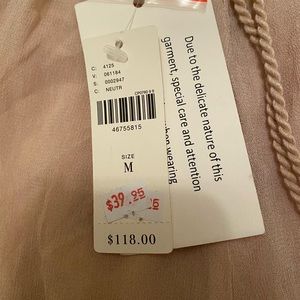 C: 4125
V: 061184
S: 0002947
C: NEUTR
46755815
SIZE
M
$39.95
$118.00
Due to the delicate nature of this
garment, special care and attention
wearing